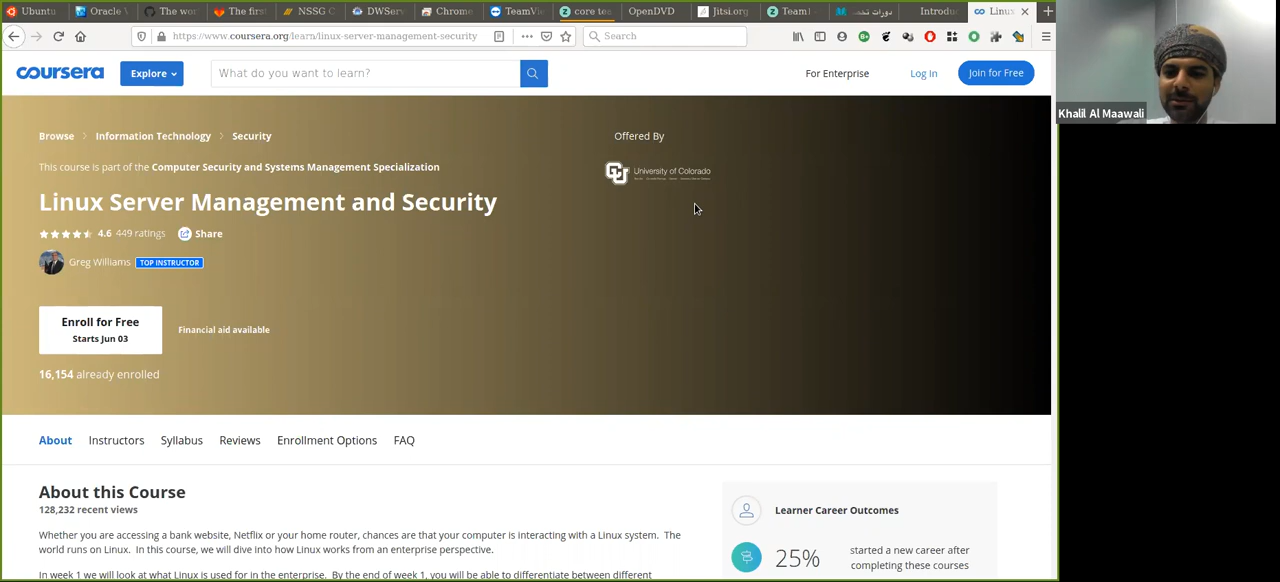 Ubuntu
Oracle V
The wor
The first
NSSG C
DWServ
Chrome
TeamVie
core tea
OpenDVD
Jitsi.org
Team l
Introdu
Linux
https://www.coursera.org/learn/linux-server-management-security
Search
coursera
Explore
What do you want to learn?
For Enterprise
Log In
Join for Free
Khalil Al Maawali
Browse
Information Technology
Security
Offered By
This course is part of the Computer Security and Systems Management Specialization
University of Colorado
Linux Server Management and Security
4.6 449 ratings
Share
Greg Williams
TOP INSTRUCTOR
Enroll for Free
Starts Jun 03
Financial aid available
16,154 already enrolled
About
Instructors
Syllabus
Reviews
Enrollment Options
FAQ
About this Course
128,232 recent views
Whether you are accessing a bank website, Netflix or your home router, chances are that your computer is interacting with a Linux system. The
world runs on Linux. In this course, we will dive into how Linux works from an enterprise perspective.
In week 1 we will look at what Linux is used for in the enterprise. By the end of week 1, you will be able to differentiate between different
Learner Career Outcomes
25%
started a new career after
completing these courses